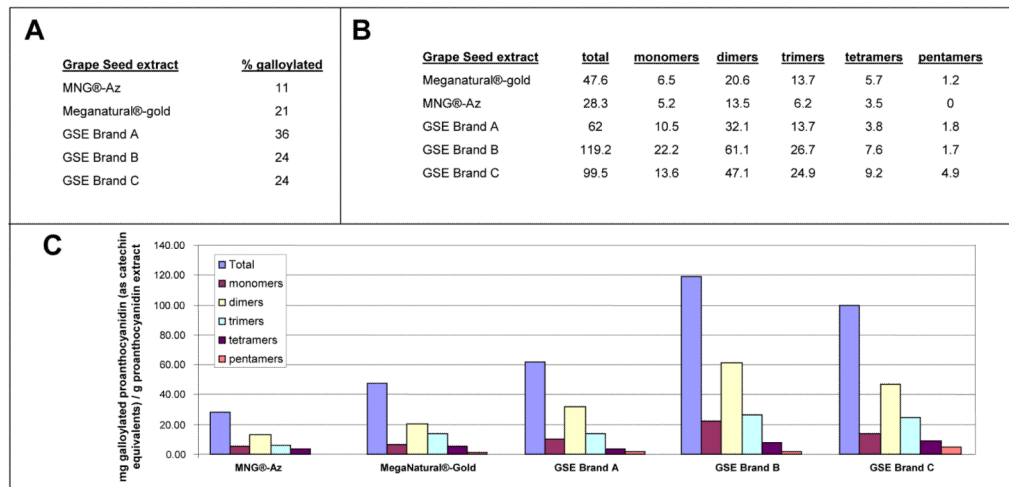 A
Grape Seed extract % galloylated
MNG®-Az 11
Meganatural®-gold 21
GSE Brand A 36
GSE Brand B 24
GSE Brand C 24
B
Grape Seed extract total monomers dimers trimers tetramers pentamers
Meganatural®-gold 47.6 6.5 20.6 13.7 5.7 1.2
MNG®-Az 28.3 5.2 13.5 6.2 3.5 0
GSE Brand A 62 10.5 32.1 13.7 3.8 1.8
GSE Brand B 119.2 22.2 61.1 26.7 7.6 1.7
GSE Brand C 99.5 13.6 47.1 24.9 9.2 4.9
C
mg galloylated proanthocyanidin (as catechin
equivalents) / g proanthocyanidin extract
140.00
120.00
100.00
80.00
60.00
40.00
20.00
0.00
Total
monomers
dimers
trimers
tetramers
pentamers
MNG®-Az MegaNatural®-Gold GSE Brand A GSE Brand B GSE Brand C